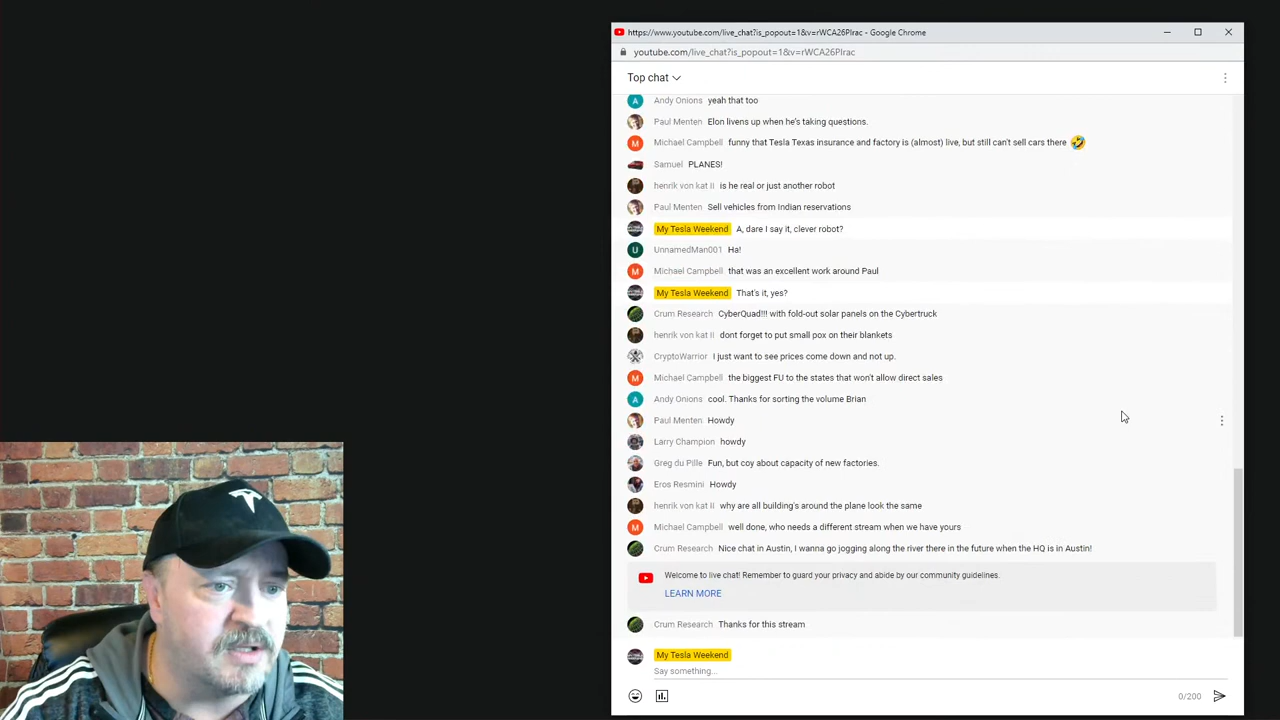 https://www.youtube.com/live_chat?is_popout=1&v=rWCA26PIrac - Google Chrome
youtube.com/live_chat?is_popout=1&v=rWCA26PIrac
Top chat
A Andy Onions yeah that too
Paul Menten Elon livens up when he's taking questions.
M Michael Campbell funny that Tesla Texas insurance and factory is (almost) live, but still can't sell cars there 🤣
Samuel PLANES!
henrik von kat II is he real or just another robot
Paul Menten Sell vehicles from Indian reservations
My Tesla Weekend A, dare I say it, clever robot?
U UnnamedMan001 Ha!
M Michael Campbell that was an excellent work around Paul
My Tesla Weekend That's it, yes?
Crum Research CyberQuad!!! with fold-out solar panels on the Cybertruck
henrik von kat II dont forget to put small pox on their blankets
CryptoWarrior I just want to see prices come down and not up.
M Michael Campbell the biggest FU to the states that won't allow direct sales
A Andy Onions cool. Thanks for sorting the volume Brian
Paul Menten Howdy
Larry Champion howdy
Greg du Pille Fun, but coy about capacity of new factories.
Eros Resmini Howdy
henrik von kat II why are all building's around the plane look the same
M Michael Campbell well done, who needs a different stream when we have yours
Crum Research Nice chat in Austin, I wanna go jogging along the river there in the future when the HQ is in Austin!
Welcome to live chat! Remember to guard your privacy and abide by our community guidelines.
LEARN MORE
Crum Research Thanks for this stream
My Tesla Weekend
Say something...
0/200